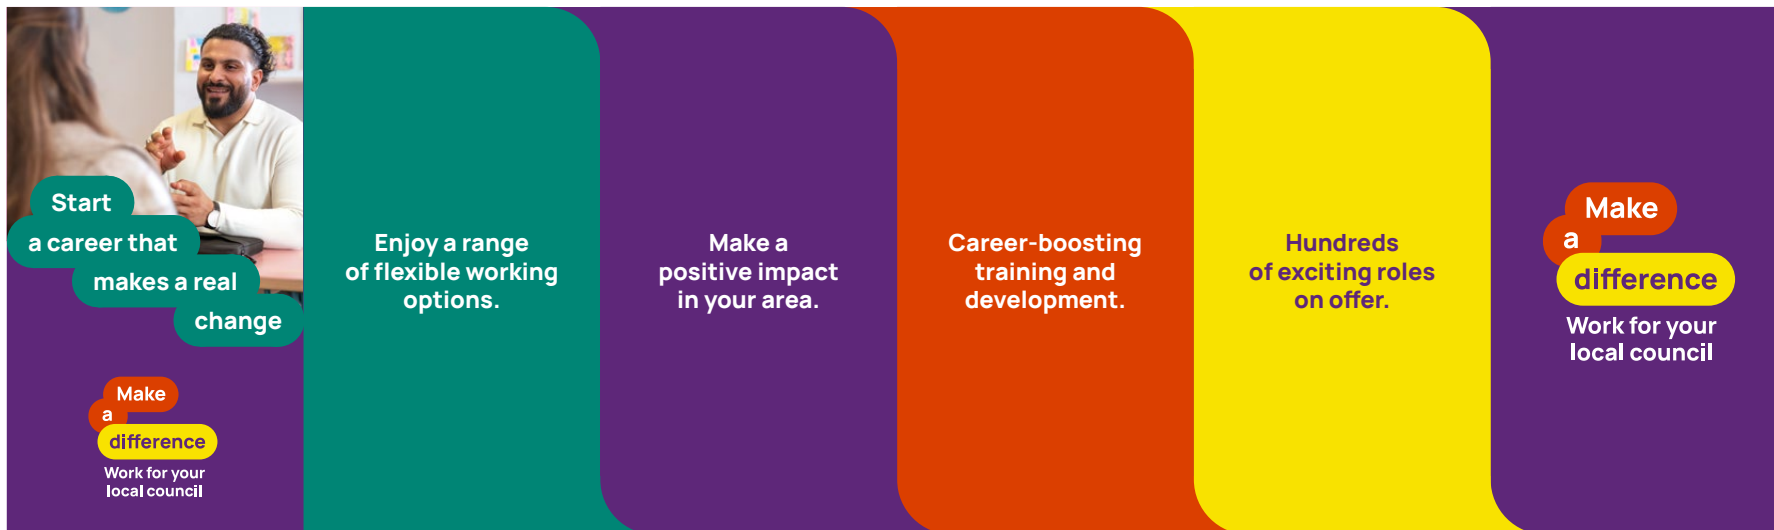 Start
a career that
makes a real
change
Make
a
difference
Work for your
local council
Enjoy a range
of flexible working
options.
Make a
positive impact
in your area.
Career-boosting
training and
development.
Hundreds
of exciting roles
on offer.
Make
a
difference
Work for your
local council